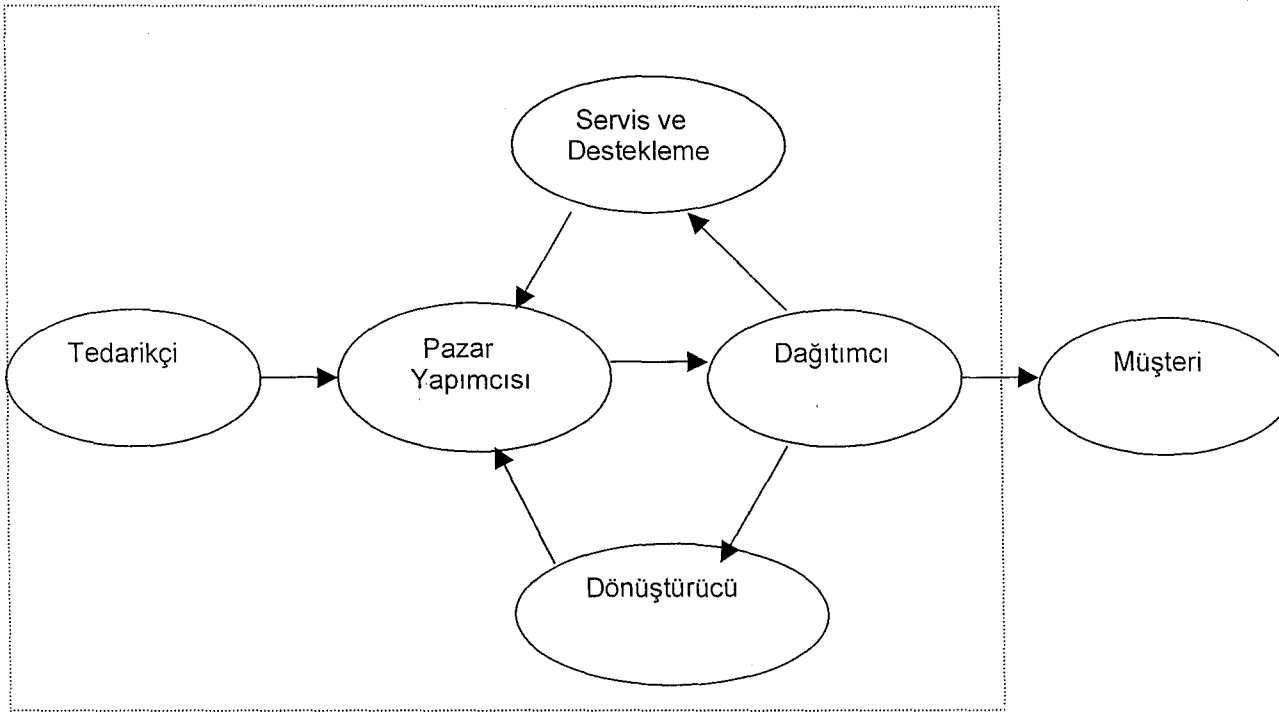 Servis ve
Destekleme
Tedarikçi
Pazar
Yapımcısı
Dağıtımcı
Müşteri
Dönüştürücü